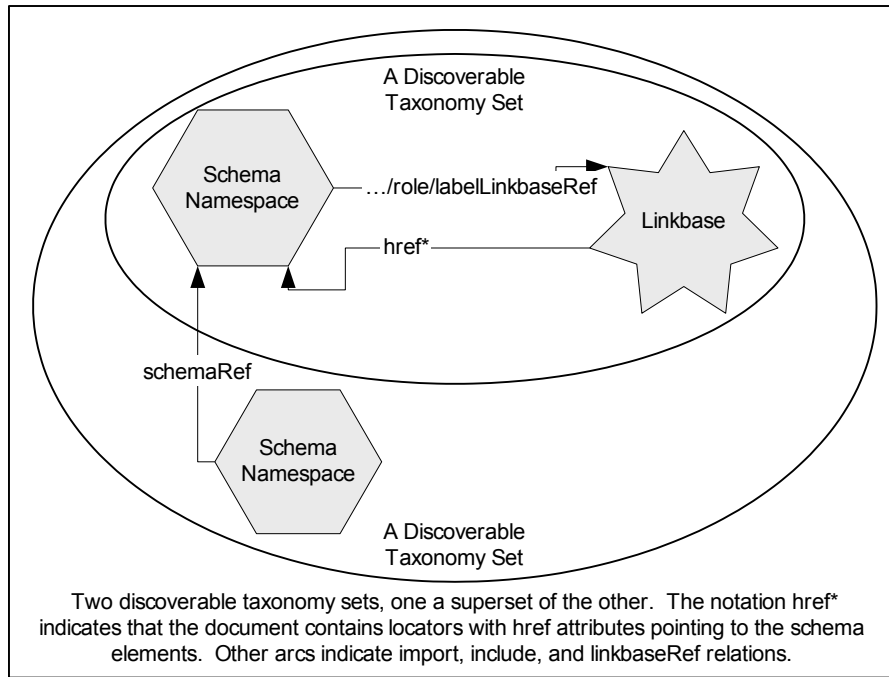 A Discoverable
Taxonomy Set
Schema
Namespace
…/role/labelLinkbaseRef
Linkbase
href*
schemaRef
Schema
Namespace
A Discoverable
Taxonomy Set
Two discoverable taxonomy sets, one a superset of the other. The notation href*
indicates that the document contains locators with href attributes pointing to the schema
elements. Other arcs indicate import, include, and linkbaseRef relations.